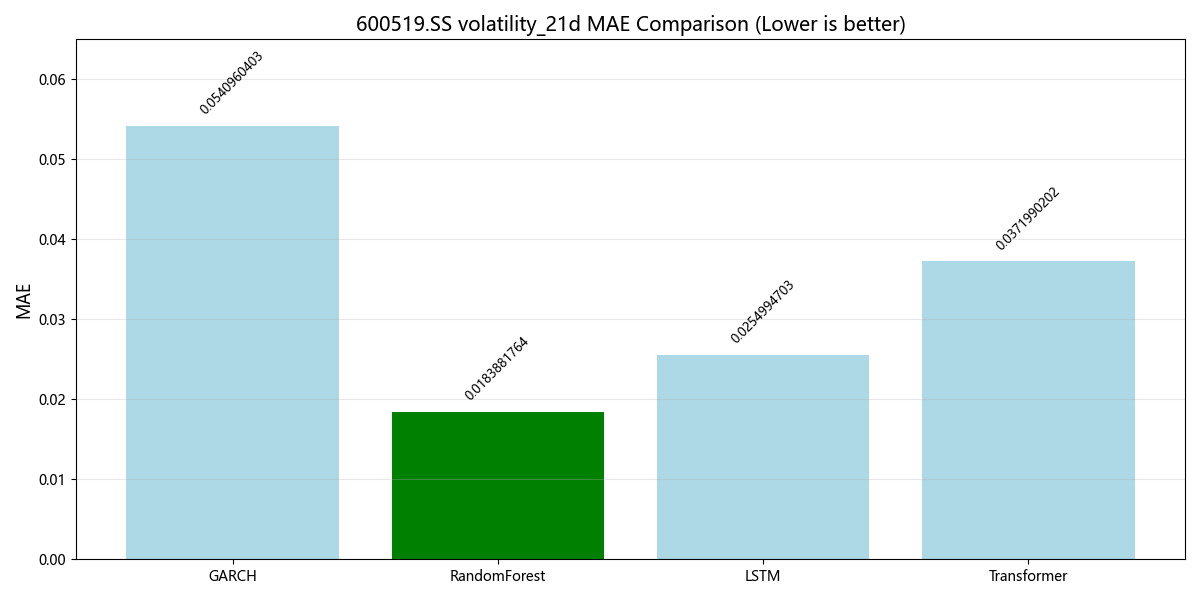 600519.SS volatility_21d MAE Comparison (Lower is better)
MAE
0.06
0.05
0.04
0.03
0.02
0.01
0.00
0.0540960403
0.0183881764
0.0254994703
0.0371990202
GARCH
RandomForest
LSTM
Transformer